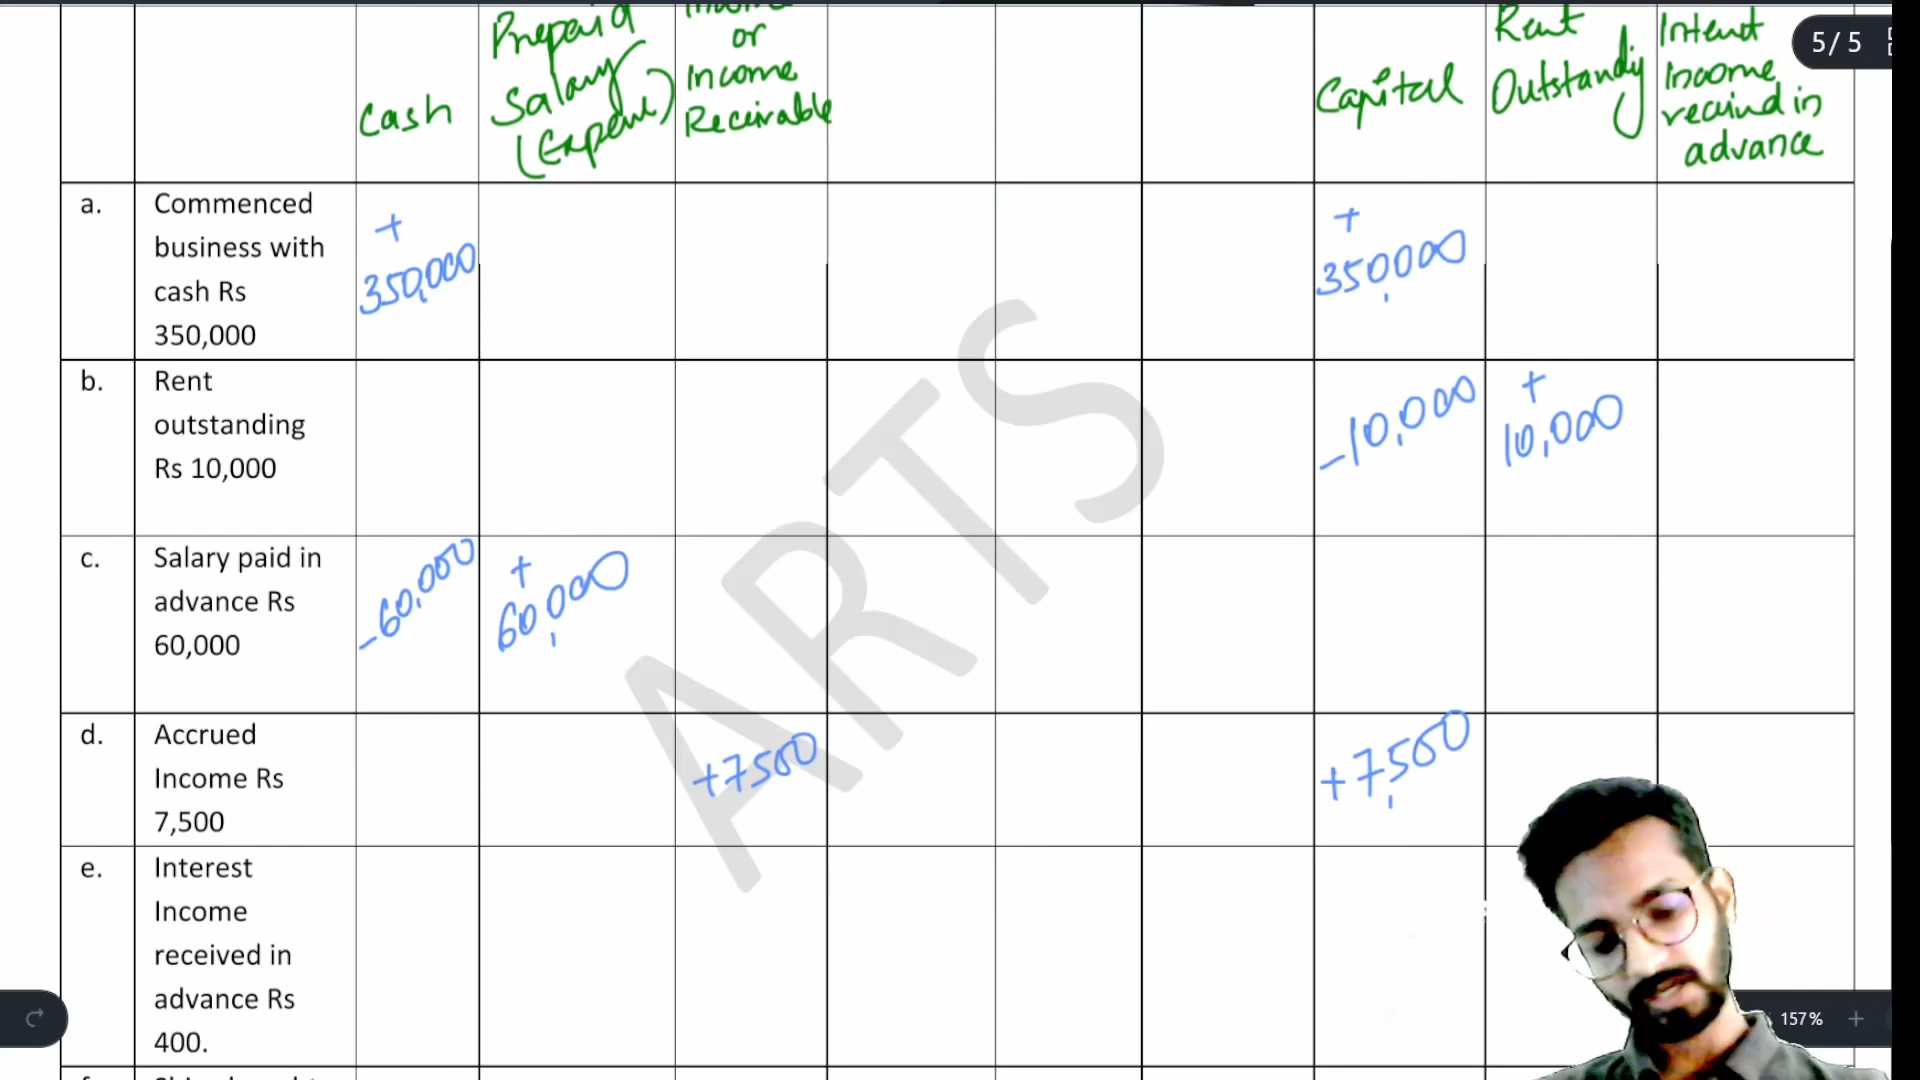 Prepaid
Salary
(Expense)
or
Income
Receivable
Cash
Capital
Rent
Outstandig
Interest
Income
received in
advance
5/5
a.
Commenced
business with
cash Rs
350,000
+
350,000
+
350,000
b.
Rent
outstanding
Rs 10,000
-10,000
+
10,000
c.
Salary paid in
advance Rs
60,000
-60,000
+
60,000
d.
Accrued
Income Rs
7,500
+7500
+7,500
e.
Interest
Income
received in
advance Rs
400.
ARTS
157%